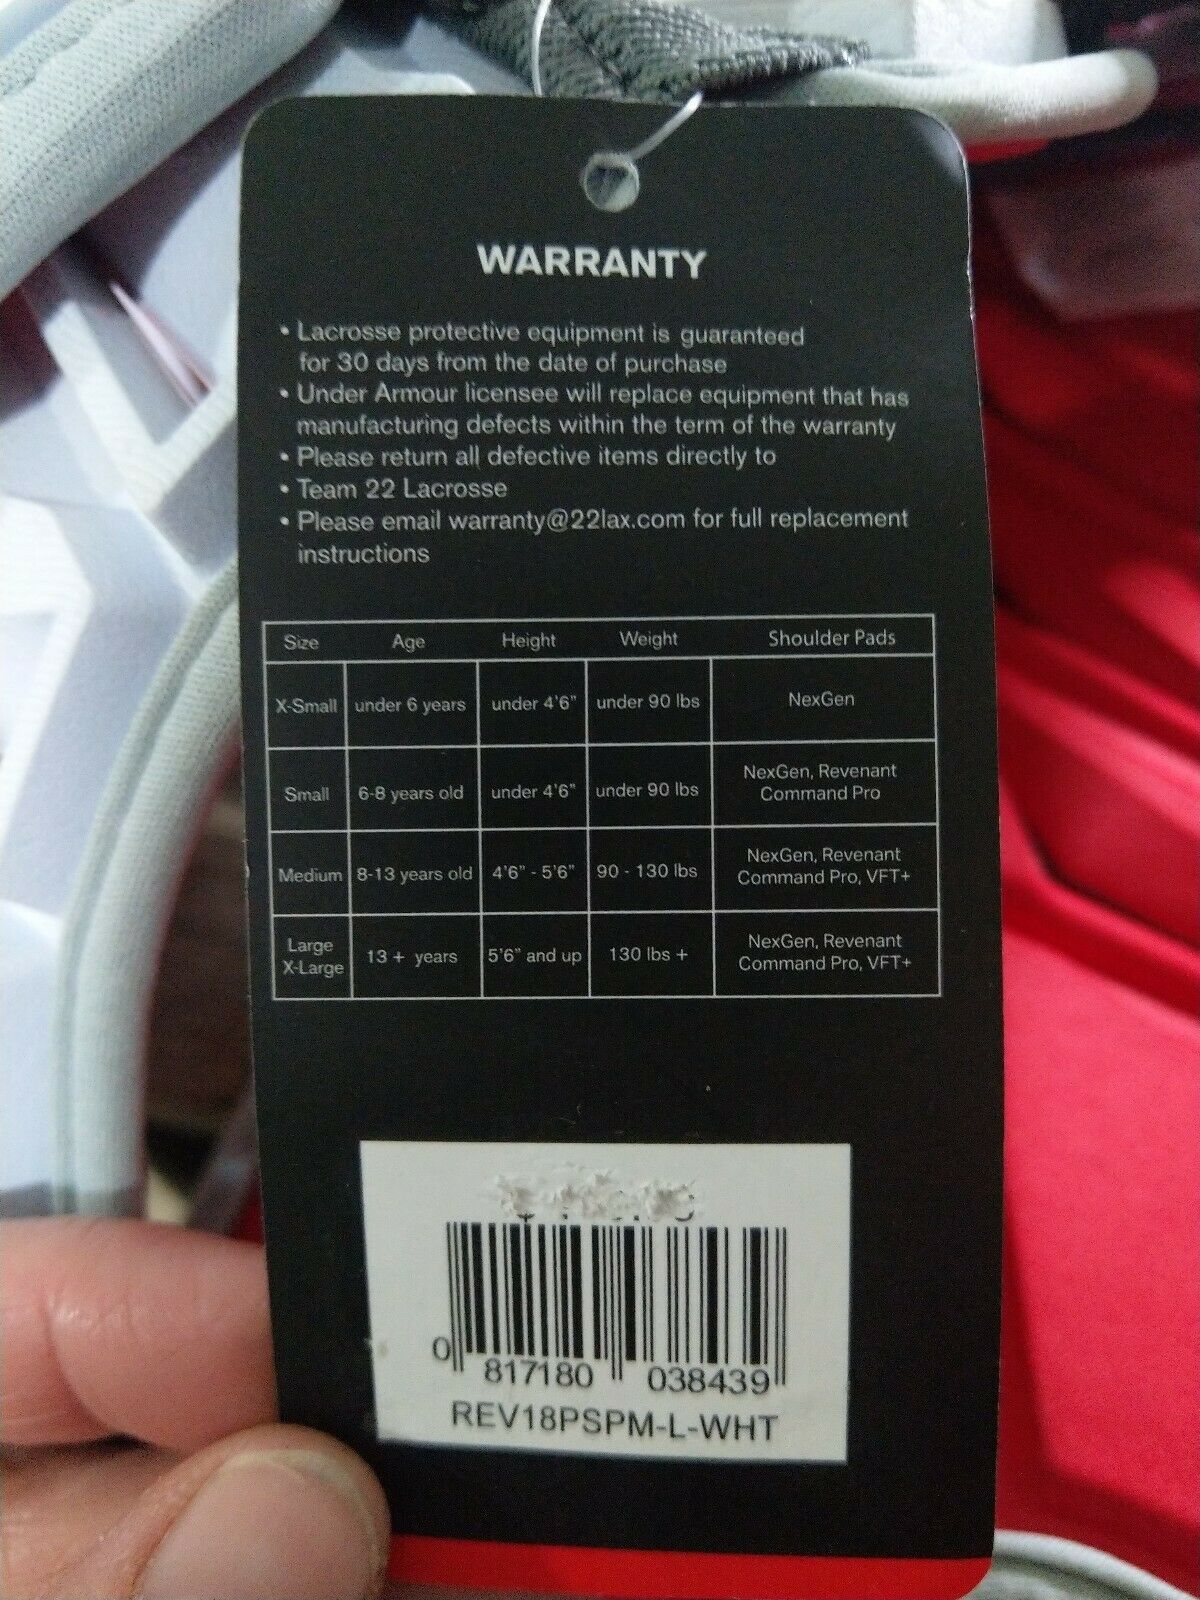 WARRANTY
• Lacrosse protective equipment is guaranteed
for 30 days from the date of purchase
• Under Armour licensee will replace equipment that has
manufacturing defects within the term of the warranty
• Please return all defective items directly to
• Team 22 Lacrosse
• Please email warranty@22lax.com for full replacement
instructions
Size Age Height Weight Shoulder Pads
X-Small under 6 years under 4'6" under 90 lbs NexGen
Small 6-8 years old under 4'6" under 90 lbs NexGen, Revenant
Command Pro
Medium 8-13 years old 4'6" - 5'6" 90 - 130 lbs NexGen, Revenant
Command Pro, VFT+
Large
X-Large 13 + years 5'6" and up 130 lbs + NexGen, Revenant
Command Pro, VFT+
0 817180 038439
REV18PSPM-L-WHT